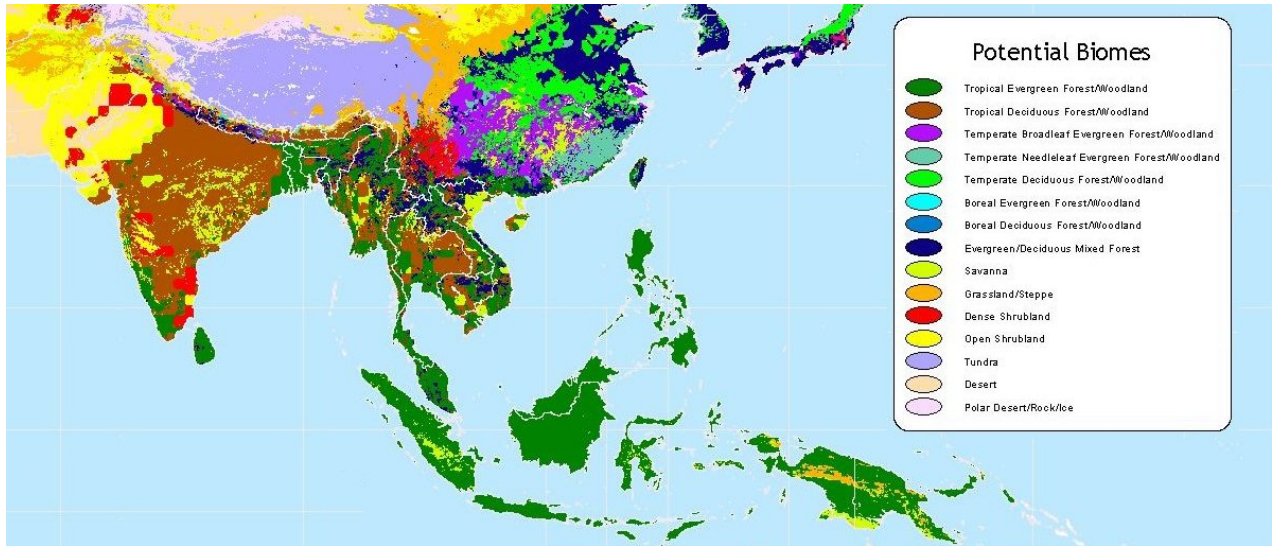 Potential Biomes
Tropical Evergreen Forest/Woodland
Tropical Deciduous Forest/Woodland
Temperate Broadleaf Evergreen Forest/Woodland
Temperate Needleleaf Evergreen Forest/Woodland
Temperate Deciduous Forest/Woodland
Boreal Evergreen Forest/Woodland
Boreal Deciduous Forest/Woodland
Evergreen/Deciduous Mixed Forest
Savanna
Grassland/Steppe
Dense Shrubland
Open Shrubland
Tundra
Desert
Polar Desert/Rock/Ice